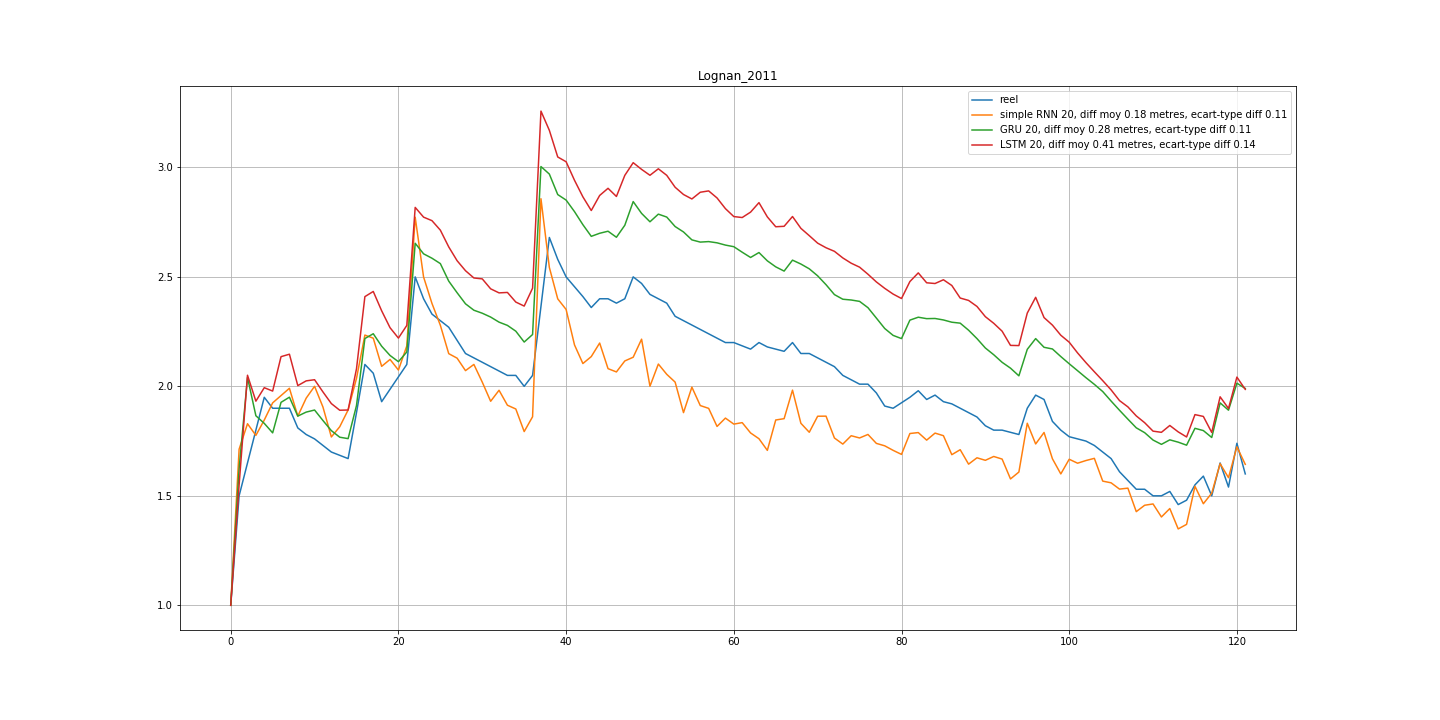 Lognan_2011
reel
simple RNN 20, diff moy 0.18 metres, ecart-type diff 0.11
GRU 20, diff moy 0.28 metres, ecart-type diff 0.11
LSTM 20, diff moy 0.41 metres, ecart-type diff 0.14
3.0
2.5
2.0
1.5
1.0
0 20 40 60 80 100 120